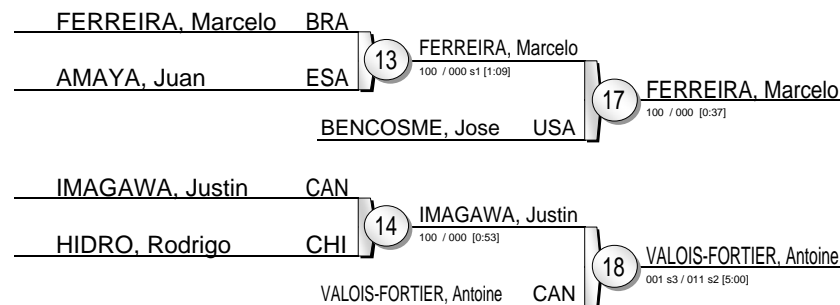 FERREIRA, Marcelo BRA
13
FERREIRA, Marcelo
100 / 000 s1 [1:09]
AMAYA, Juan ESA
17
FERREIRA, Marcelo
100 / 000 [0:37]
BENCOSME, Jose USA
IMAGAWA, Justin CAN
14
IMAGAWA, Justin
100 / 000 [0:53]
HIDRO, Rodrigo CHI
18
VALOIS-FORTIER, Antoine
001 s3 / 011 s2 [5:00]
VALOIS-FORTIER, Antoine CAN